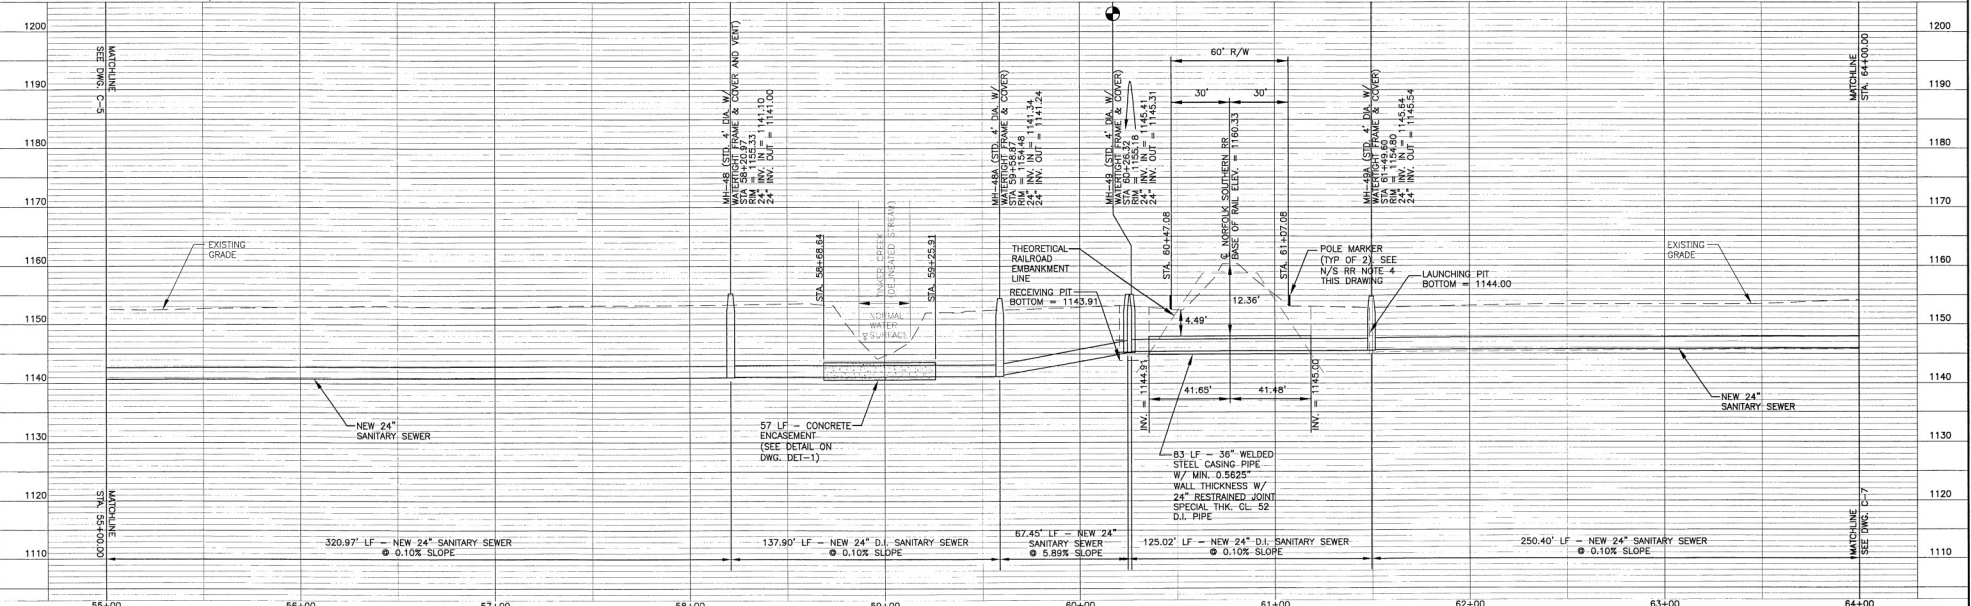 1200
1190
1180
1170
1160
1150
1140
1130
1120
1110
MATCHLINE
SEE DWG. C-5
MATCHLINE
STA. 55+00.00
EXISTING
GRADE
NEW 24"
SANITARY SEWER
MH-48 (STD. 4' DIA. W/
WATERTIGHT FRAME & COVER AND VENT)
STA 58+20.97
RIM = 1155.33
24" INV. IN = 1141.10
24" INV. OUT = 1141.00
STA. 58+68.64
TINKER CREEK
(DELINEATED STREAM)
NORMAL
WATER
SURFACE
STA. 59+25.91
57 LF - CONCRETE
ENCASEMENT
(SEE DETAIL ON
DWG. DET-1)
MH-48A (STD. 4' DIA. W/
WATERTIGHT FRAME & COVER)
STA 59+58.87
RIM = 1154.48
24" INV. IN = 1141.34
24" INV. OUT = 1141.24
MH-49 (STD. 4' DIA. W/
WATERTIGHT FRAME & COVER)
STA 60+26.32
RIM = 1155.18
24" INV. IN = 1145.41
24" INV. OUT = 1145.31
60' R/W
30'
30'
STA. 60+47.08
℄ NORFOLK SOUTHERN RR
BASE OF RAIL ELEV. = 1160.33
STA. 61+07.08
THEORETICAL
RAILROAD
EMBANKMENT
LINE
RECEIVING PIT
BOTTOM = 1143.91
4.49'
12.36'
POLE MARKER
(TYP OF 2). SEE
N/S RR NOTE 4
THIS DRAWING
MH-49A (STD. 4' DIA. W/
WATERTIGHT FRAME & COVER)
STA 61+49.60
RIM = 1154.80
24" INV. IN = 1145.64
24" INV. OUT = 1145.54
LAUNCHING PIT
BOTTOM = 1144.00
INV. = 1144.91
41.65'
41.48'
INV. = 1145.00
83 LF - 36" WELDED
STEEL CASING PIPE
W/ MIN. 0.5625"
WALL THICKNESS W/
24" RESTRAINED JOINT
SPECIAL THK. CL. 52
D.I. PIPE
EXISTING
GRADE
NEW 24"
SANITARY SEWER
MATCHLINE
STA. 64+00.00
MATCHLINE
SEE DWG. C-7
1200
1190
1180
1170
1160
1150
1140
1130
1120
1110
320.97' LF - NEW 24" SANITARY SEWER
@ 0.10% SLOPE
137.90' LF - NEW 24" D.I. SANITARY SEWER
@ 0.10% SLOPE
67.45' LF - NEW 24"
SANITARY SEWER
@ 5.89% SLOPE
125.02' LF - NEW 24" D.I. SANITARY SEWER
@ 0.10% SLOPE
250.40' LF - NEW 24" SANITARY SEWER
@ 0.10% SLOPE
55+00
56+00
57+00
58+00
59+00
60+00
61+00
62+00
63+00
64+00